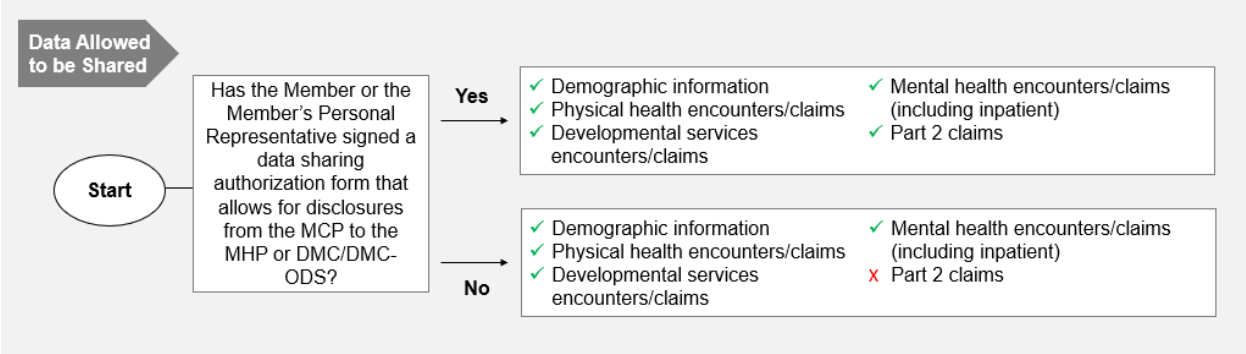 Data Allowed
to be Shared
Start
Has the Member or the
Member's Personal
Representative signed a
data sharing
authorization form that
allows for disclosures
from the MCP to the
MHP or DMC/DMC-
ODS?
Yes
✓ Demographic information
✓ Physical health encounters/claims
✓ Developmental services
encounters/claims
✓ Mental health encounters/claims
(including inpatient)
✓ Part 2 claims
No
✓ Demographic information
✓ Physical health encounters/claims
✓ Developmental services
encounters/claims
✓ Mental health encounters/claims
(including inpatient)
X Part 2 claims